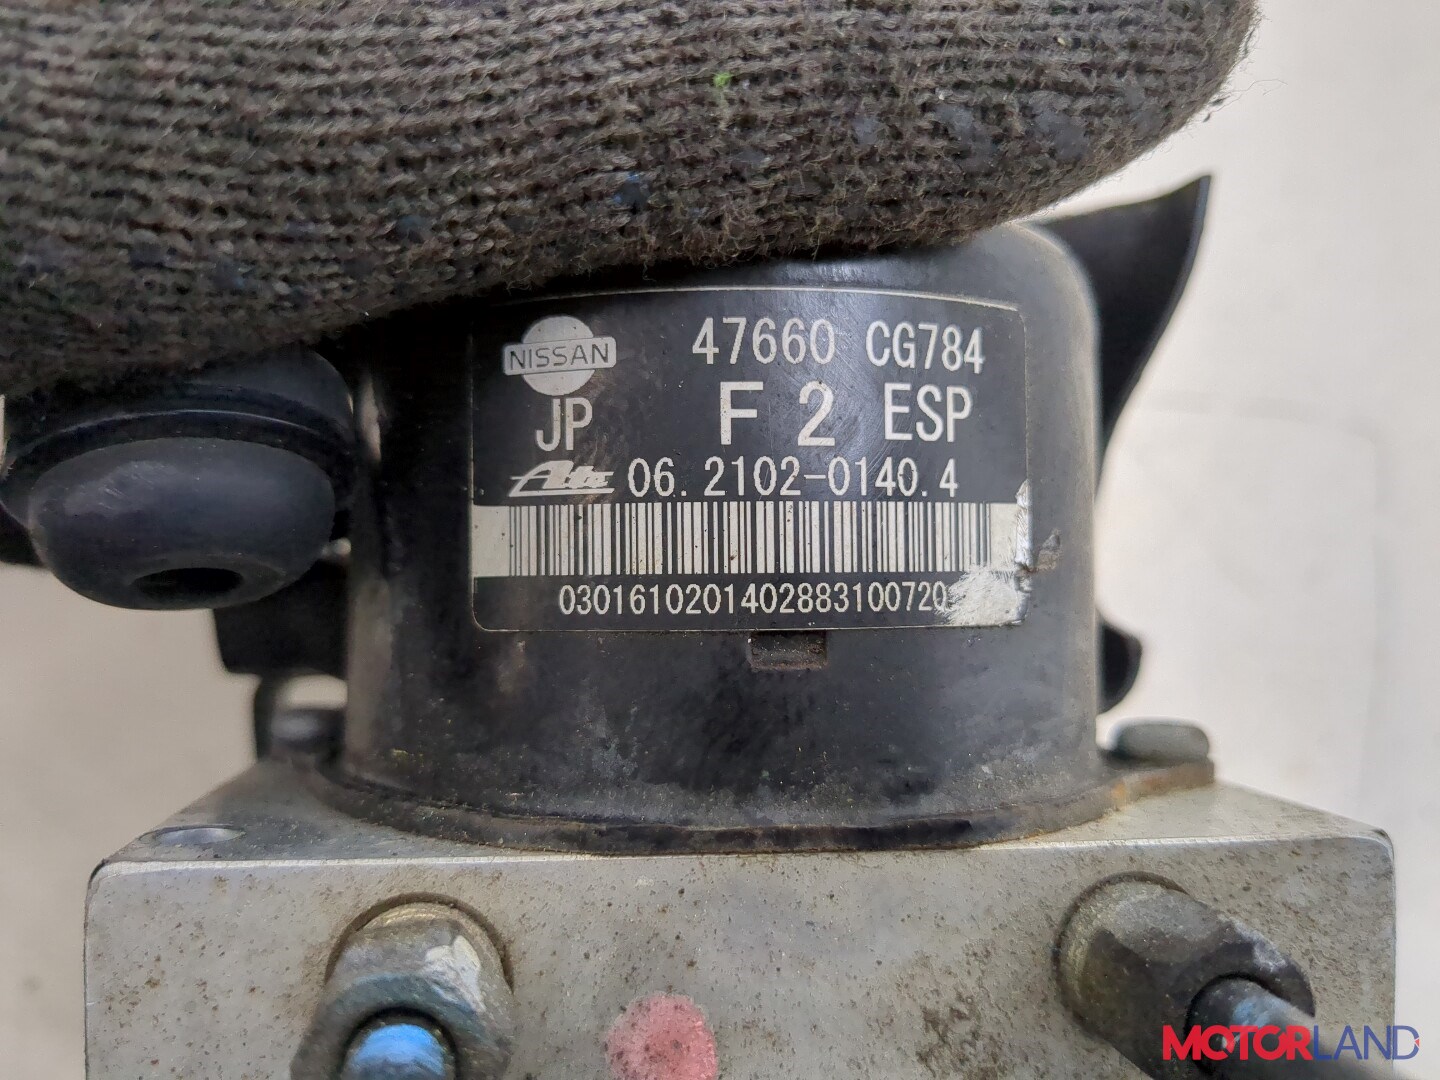 NISSAN 47660 CG784
JP F 2 ESP
Ate 06.2102-0140.4
0301610201402883100720
MOTORLAND